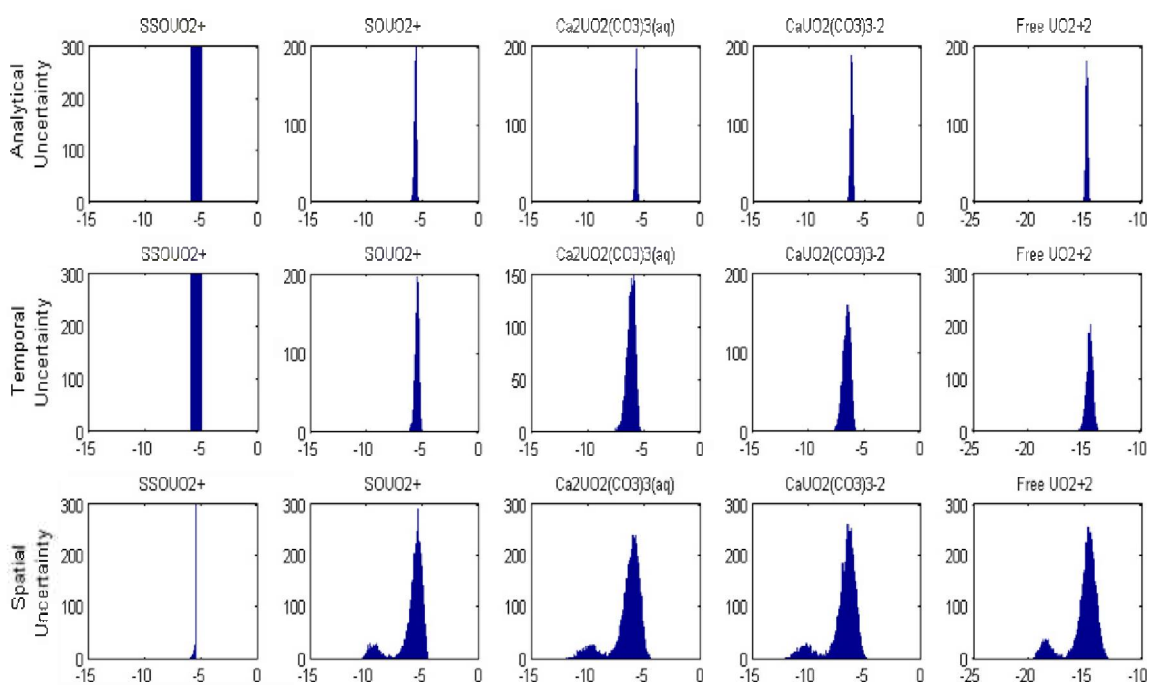 SSOUO2+ SOUO2+ Ca2UO2(CO3)3(aq) CaUO2(CO3)3-2 Free UO2+2
Analytical
Uncertainty
300 200 200 200 200
200
100 100 100 100 100
0 0 0 0 0
-15 -10 -5 0 -15 -10 -5 0 -15 -10 -5 0 -15 -10 -5 0 -25 -20 -15 -10
SSOUO2+ SOUO2+ Ca2UO2(CO3)3(aq) CaUO2(CO3)3-2 Free UO2+2
Temporal
Uncertainty
300 200 150 200 300
200 100 200
100 100 50 100 100
0 0 0 0 0
-15 -10 -5 0 -15 -10 -5 0 -15 -10 -5 0 -15 -10 -5 0 -25 -20 -15 -10
SSOUO2+ SOUO2+ Ca2UO2(CO3)3(aq) CaUO2(CO3)3-2 Free UO2+2
Spatial
Uncertainty
300 300 300 300 300
200 200 200 200 200
100 100 100 100 100
0 0 0 0 0
-15 -10 -5 0 -15 -10 -5 0 -15 -10 -5 0 -15 -10 -5 0 -25 -20 -15 -10